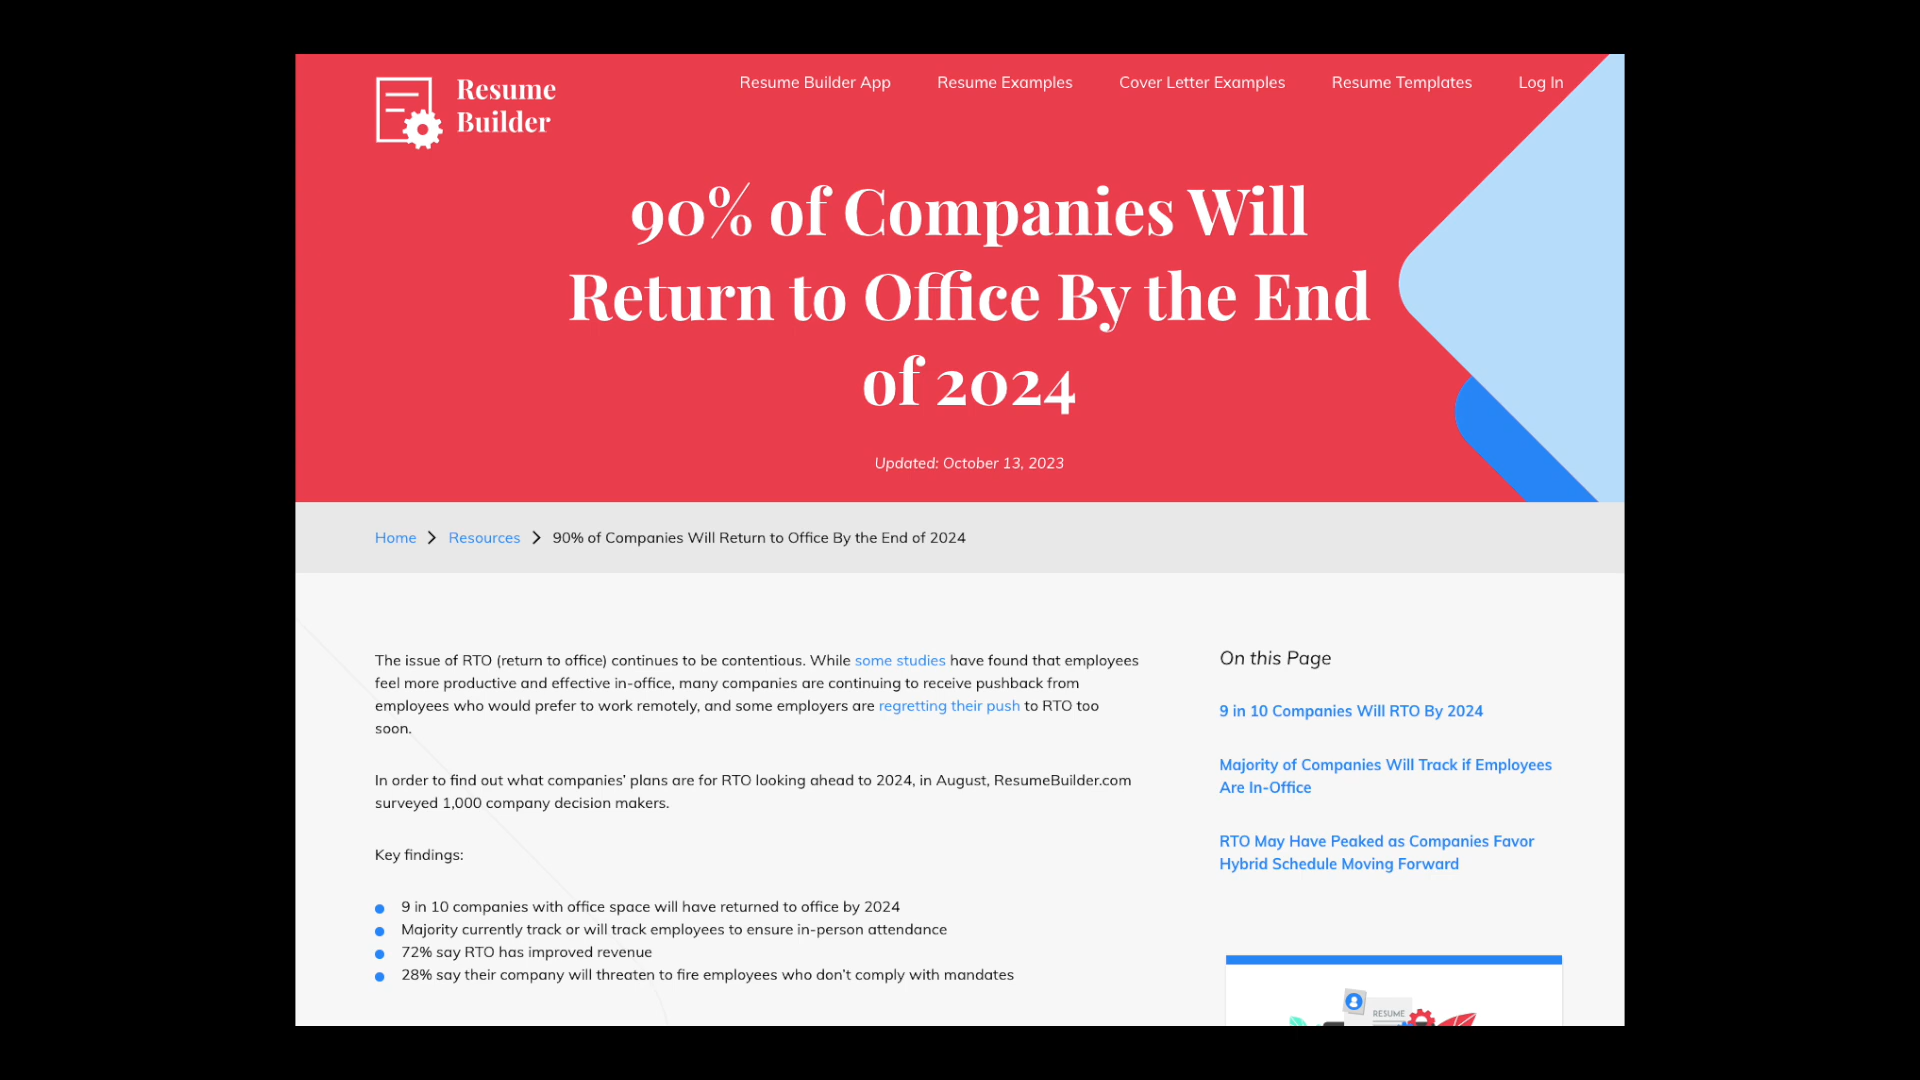 Resume
Builder
Resume Builder App
Resume Examples
Cover Letter Examples
Resume Templates
Log In
90% of Companies Will
Return to Office By the End
of 2024
Updated: October 13, 2023
Home
Resources
90% of Companies Will Return to Office By the End of 2024
The issue of RTO (return to office) continues to be contentious. While some studies have found that employees
feel more productive and effective in-office, many companies are continuing to receive pushback from
employees who would prefer to work remotely, and some employers are regretting their push to RTO too
soon.
In order to find out what companies’ plans are for RTO looking ahead to 2024, in August, ResumeBuilder.com
surveyed 1,000 company decision makers.
Key findings:
9 in 10 companies with office space will have returned to office by 2024
Majority currently track or will track employees to ensure in-person attendance
72% say RTO has improved revenue
28% say their company will threaten to fire employees who don’t comply with mandates
On this Page
9 in 10 Companies Will RTO By 2024
Majority of Companies Will Track if Employees
Are In-Office
RTO May Have Peaked as Companies Favor
Hybrid Schedule Moving Forward
RESUME